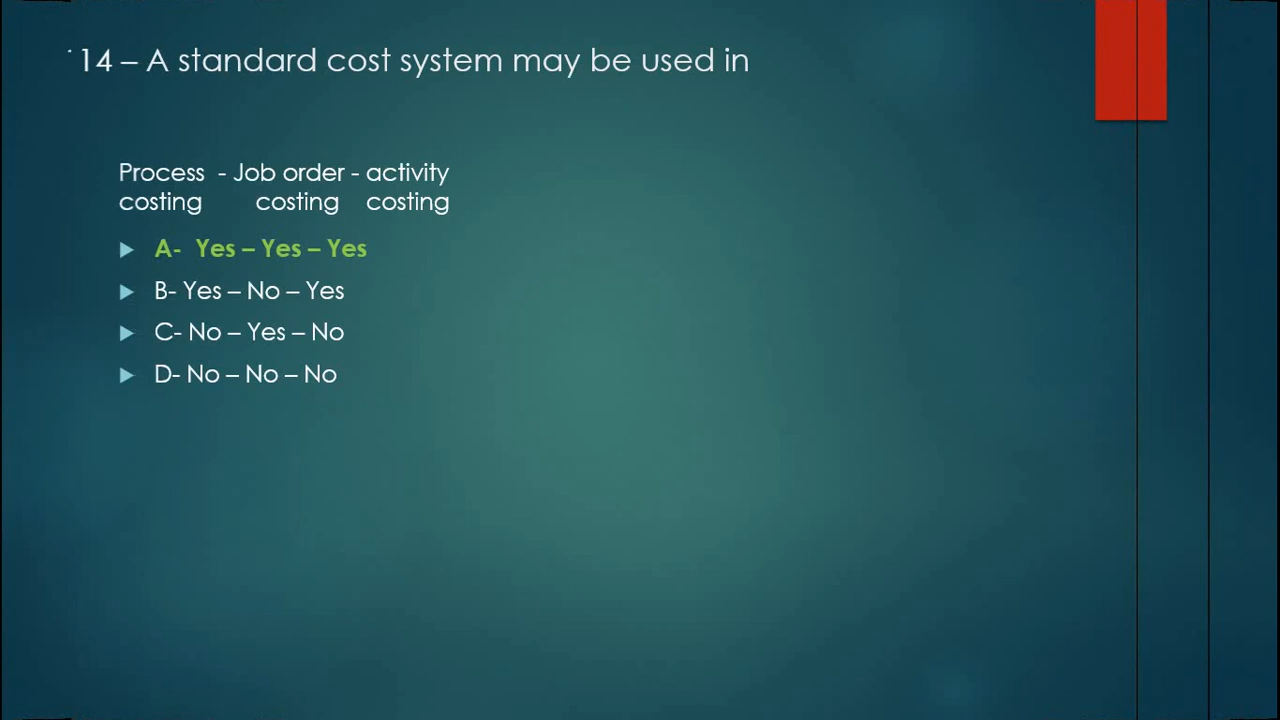 14 – A standard cost system may be used in
Process - Job order - activity
costing costing costing
A- Yes – Yes – Yes
B- Yes – No – Yes
C- No – Yes – No
D- No – No – No